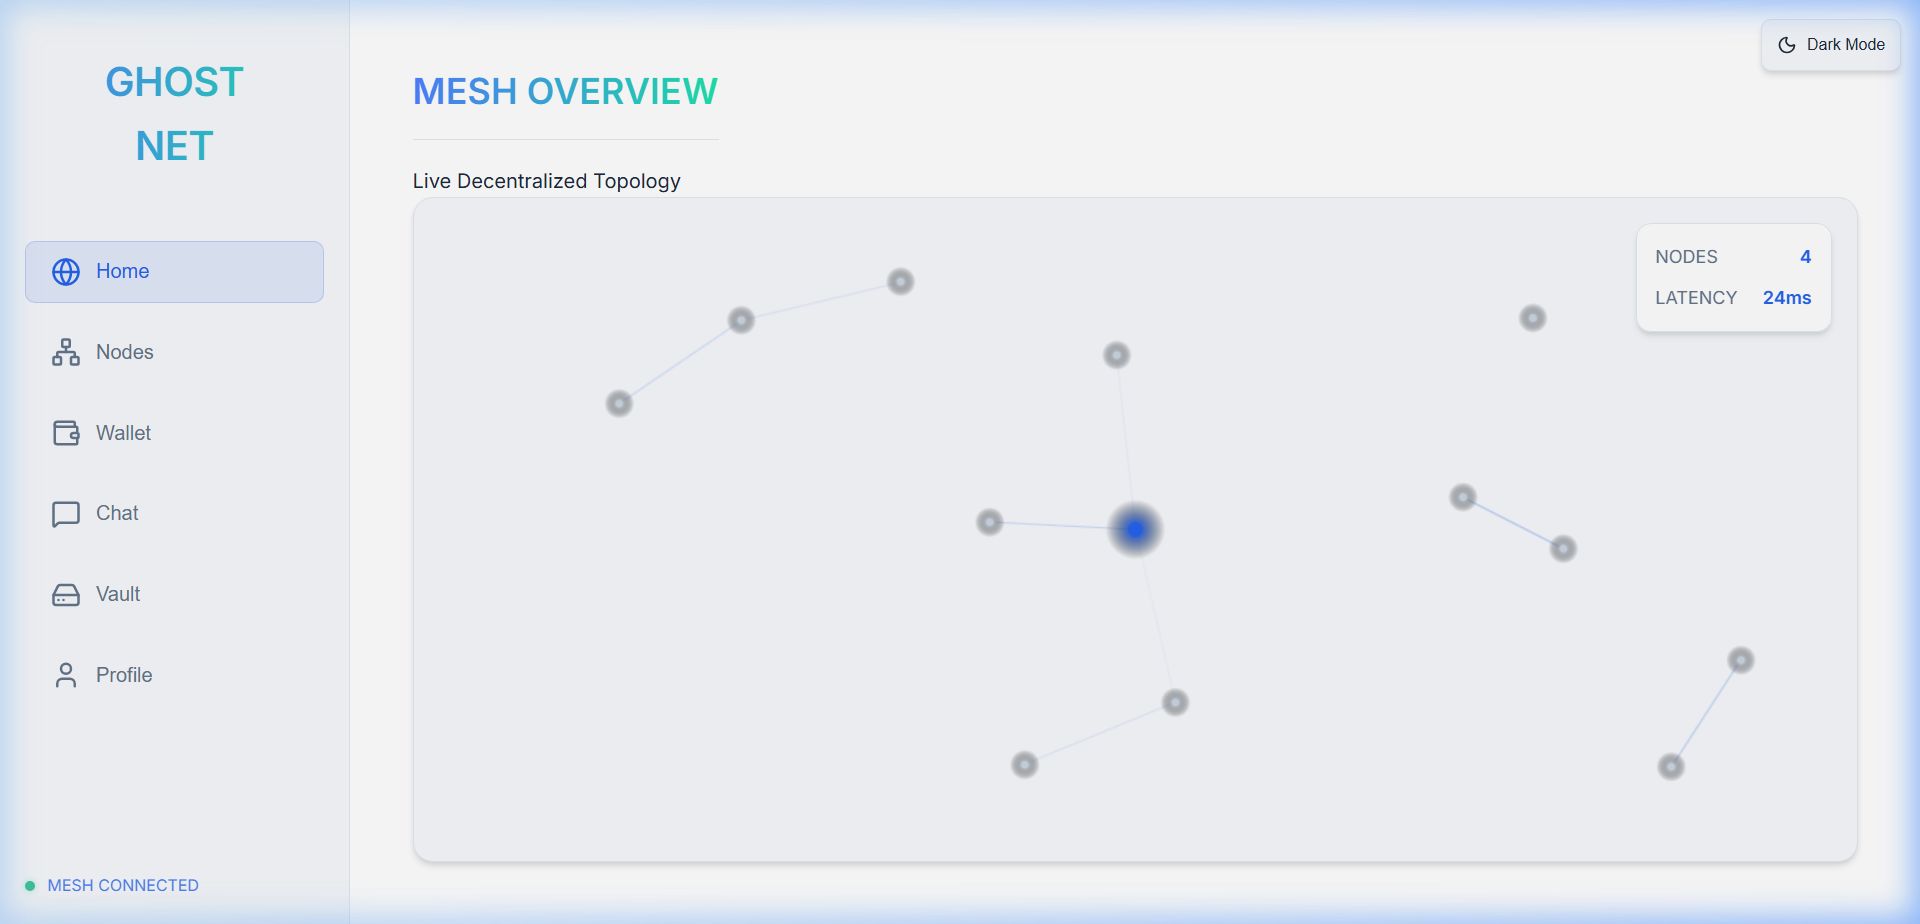 GHOST
NET
Home
Nodes
Wallet
Chat
Vault
Profile
MESH CONNECTED
Dark Mode
MESH OVERVIEW
Live Decentralized Topology
NODES 4
LATENCY 24ms